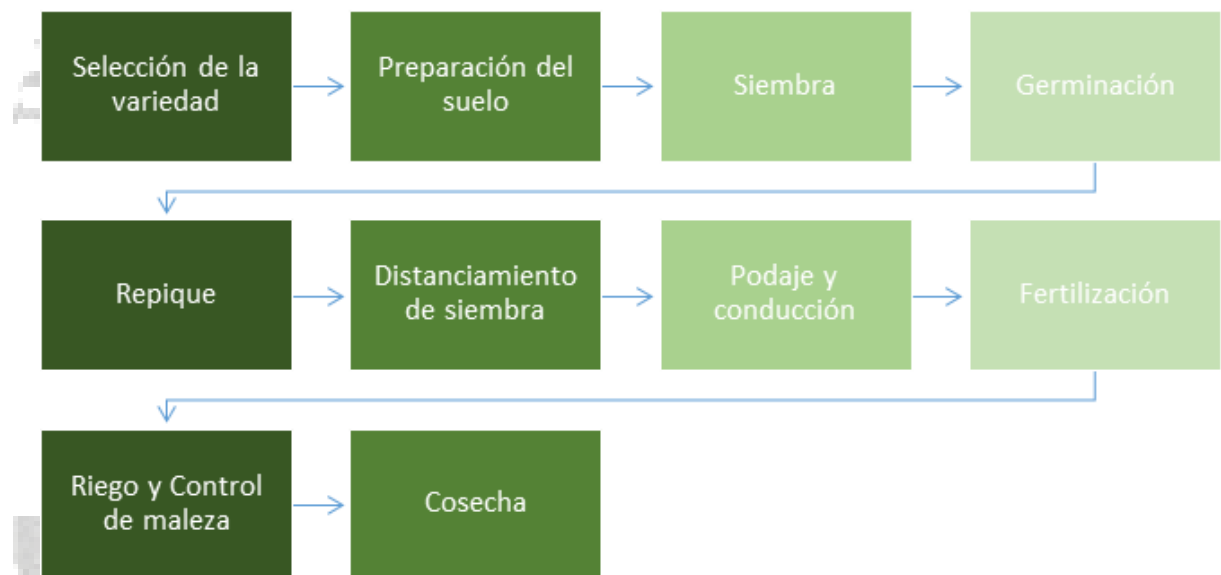 Selección de la
variedad
Preparación del
suelo
Siembra
Germinación
Repique
Distanciamiento
de siembra
Podaje y
conducción
Fertilización
Riego y Control
de maleza
Cosecha